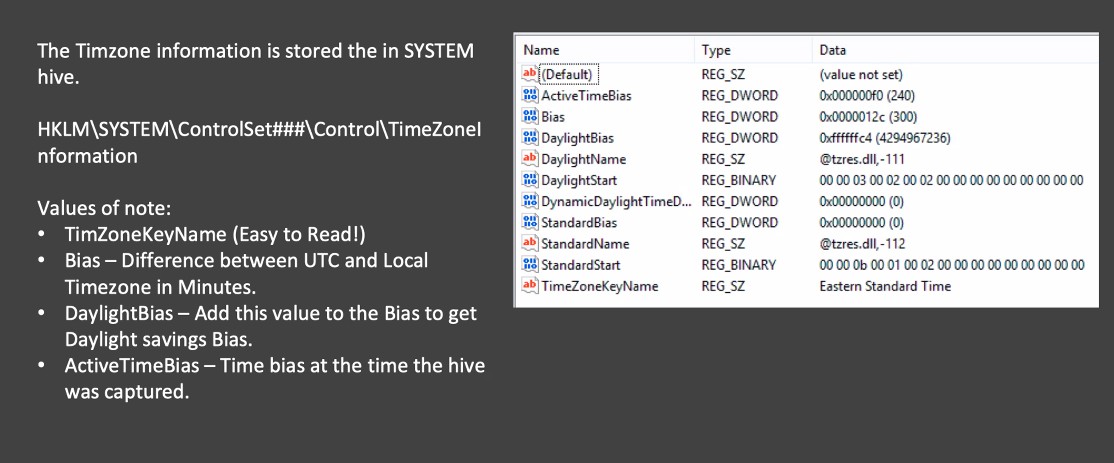 The Timzone information is stored the in SYSTEM
hive.
HKLM\SYSTEM\ControlSet###\Control\TimeZoneI
nformation
Values of note:
• TimZoneKeyName (Easy to Read!)
• Bias – Difference between UTC and Local
Timezone in Minutes.
• DaylightBias – Add this value to the Bias to get
Daylight savings Bias.
• ActiveTimeBias – Time bias at the time the hive
was captured.
Name Type Data
(Default) REG_SZ (value not set)
ActiveTimeBias REG_DWORD 0x000000f0 (240)
Bias REG_DWORD 0x0000012c (300)
DaylightBias REG_DWORD 0xffffffc4 (4294967236)
DaylightName REG_SZ @tzres.dll,-111
DaylightStart REG_BINARY 00 00 03 00 02 00 02 00 00 00 00 00 00 00 00 00
DynamicDaylightTimeD... REG_DWORD 0x00000000 (0)
StandardBias REG_DWORD 0x00000000 (0)
StandardName REG_SZ @tzres.dll,-112
StandardStart REG_BINARY 00 00 0b 00 01 00 02 00 00 00 00 00 00 00 00 00
TimeZoneKeyName REG_SZ Eastern Standard Time